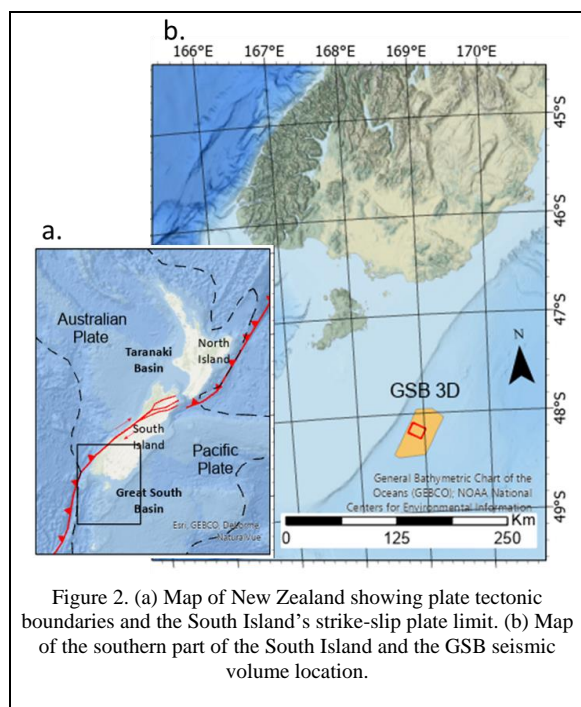 b.
166°E 167°E 168°E 169°E 170°E
45°S
46°S
47°S
48°S
49°S
N
GSB 3D
General Bathymetric Chart of the
Oceans (GEBCO); NOAA National
Centers for Environmental Information
Km
0 125 250
a.
Australian
Plate
North
Island
Taranaki
Basin
South
Island
Pacific
Plate
Great South
Basin
Esri, GEBCO, DeLorme,
NaturalVue
Figure 2. (a) Map of New Zealand showing plate tectonic
boundaries and the South Island’s strike-slip plate limit. (b) Map
of the southern part of the South Island and the GSB seismic
volume location.